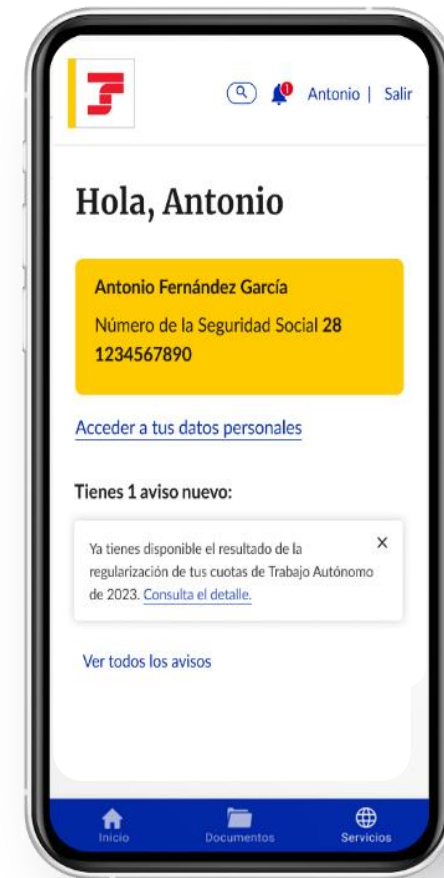 1
Antonio | Salir
Hola, Antonio
Antonio Fernández García
Número de la Seguridad Social 28
1234567890
Acceder a tus datos personales
Tienes 1 aviso nuevo:
Ya tienes disponible el resultado de la
regularización de tus cuotas de Trabajo Autónomo
de 2023. Consulta el detalle.
Ver todos los avisos
Inicio Documentos Servicios